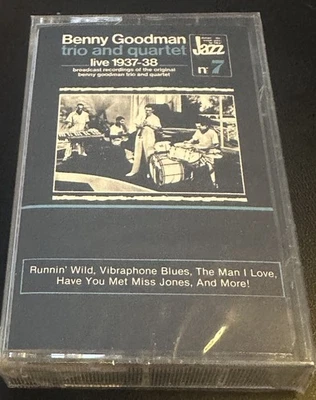 Benny Goodman
trio and quartet
live 1937-38
broadcast recordings of the original
benny goodman trio and quartet
Jazz
n° 7
Runnin' Wild, Vibraphone Blues, The Man I Love,
Have You Met Miss Jones, And More!